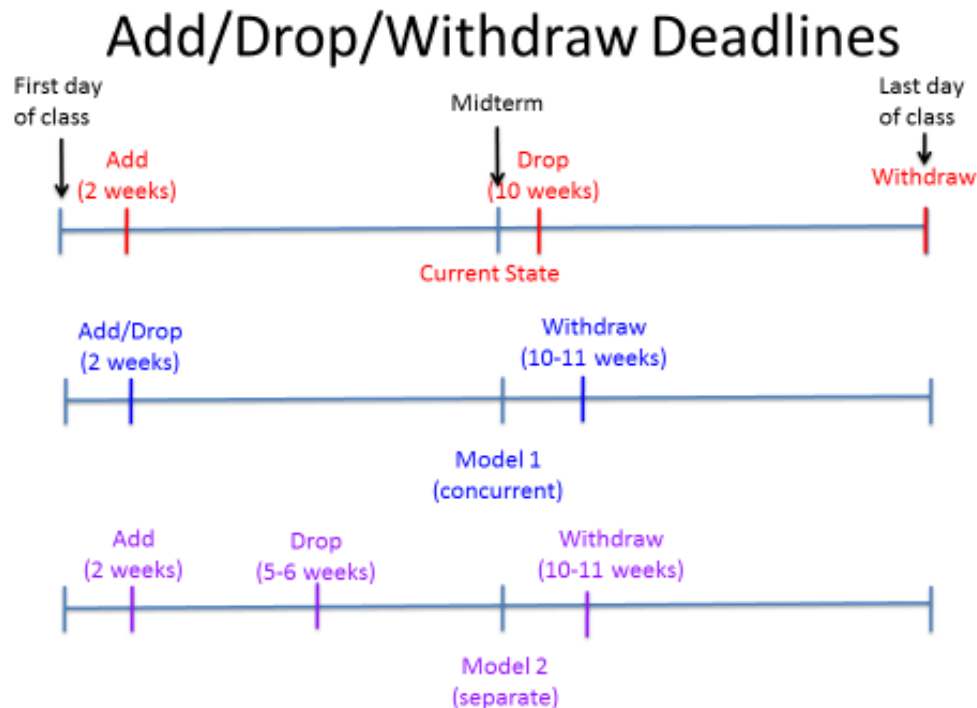 Add/Drop/Withdraw Deadlines
First day
of class
Midterm
Last day
of class
Add
(2 weeks)
Drop
(10 weeks)
Withdraw
Current State
Add/Drop
(2 weeks)
Withdraw
(10-11 weeks)
Model 1
(concurrent)
Add
(2 weeks)
Drop
(5-6 weeks)
Withdraw
(10-11 weeks)
Model 2
(separate)